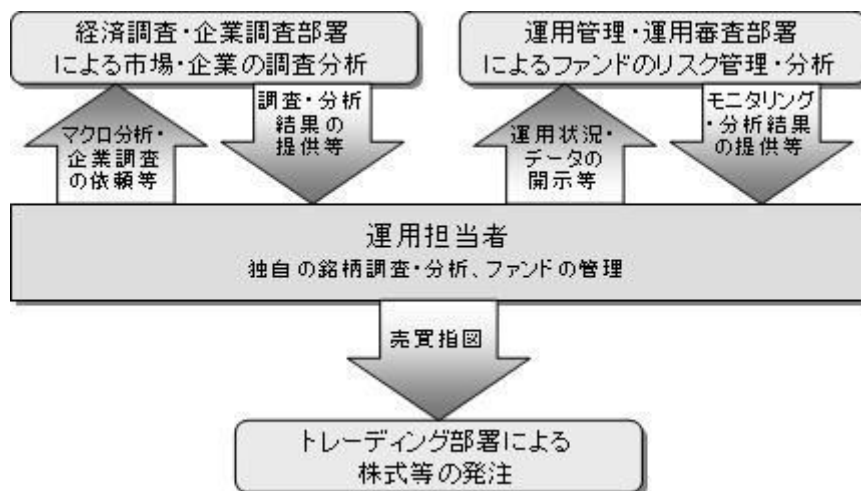 経済調査・企業調査部署
による市場・企業の調査分析
運用管理・運用審査部署
によるファンドのリスク管理・分析
マクロ分析・
企業調査
の依頼等
調査・分析
結果の
提供等
運用状況・
データの
開示等
モニタリング
・分析結果
の提供等
運用担当者
独自の銘柄調査・分析、ファンドの管理
売買指図
トレーディング部署による
株式等の発注